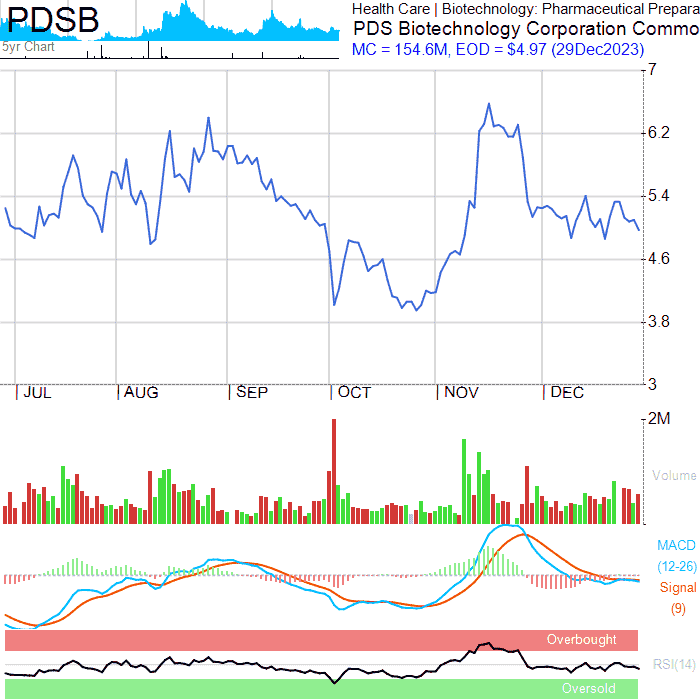 PDSB
5yr Chart
Health Care | Biotechnology: Pharmaceutical Prepara
PDS Biotechnology Corporation Commo
MC = 154.6M, EOD = $4.97 (29Dec2023)
7
6.2
5.4
4.6
3.8
3
JUL AUG SEP OCT NOV DEC
2M
Volume
MACD
(12-26)
Signal
(9)
Overbought
RSI(14)
Oversold